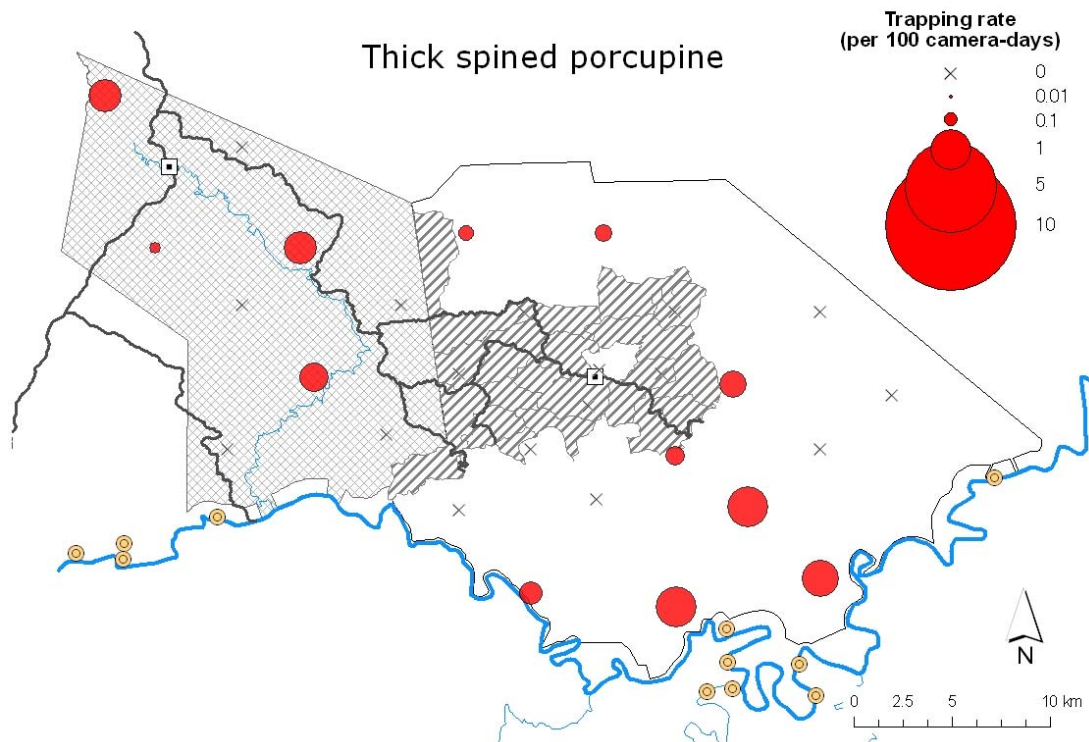 Thick spined porcupine
Trapping rate
(per 100 camera-days)
0
0.01
0.1
1
5
10
N
0 2.5 5 10 km